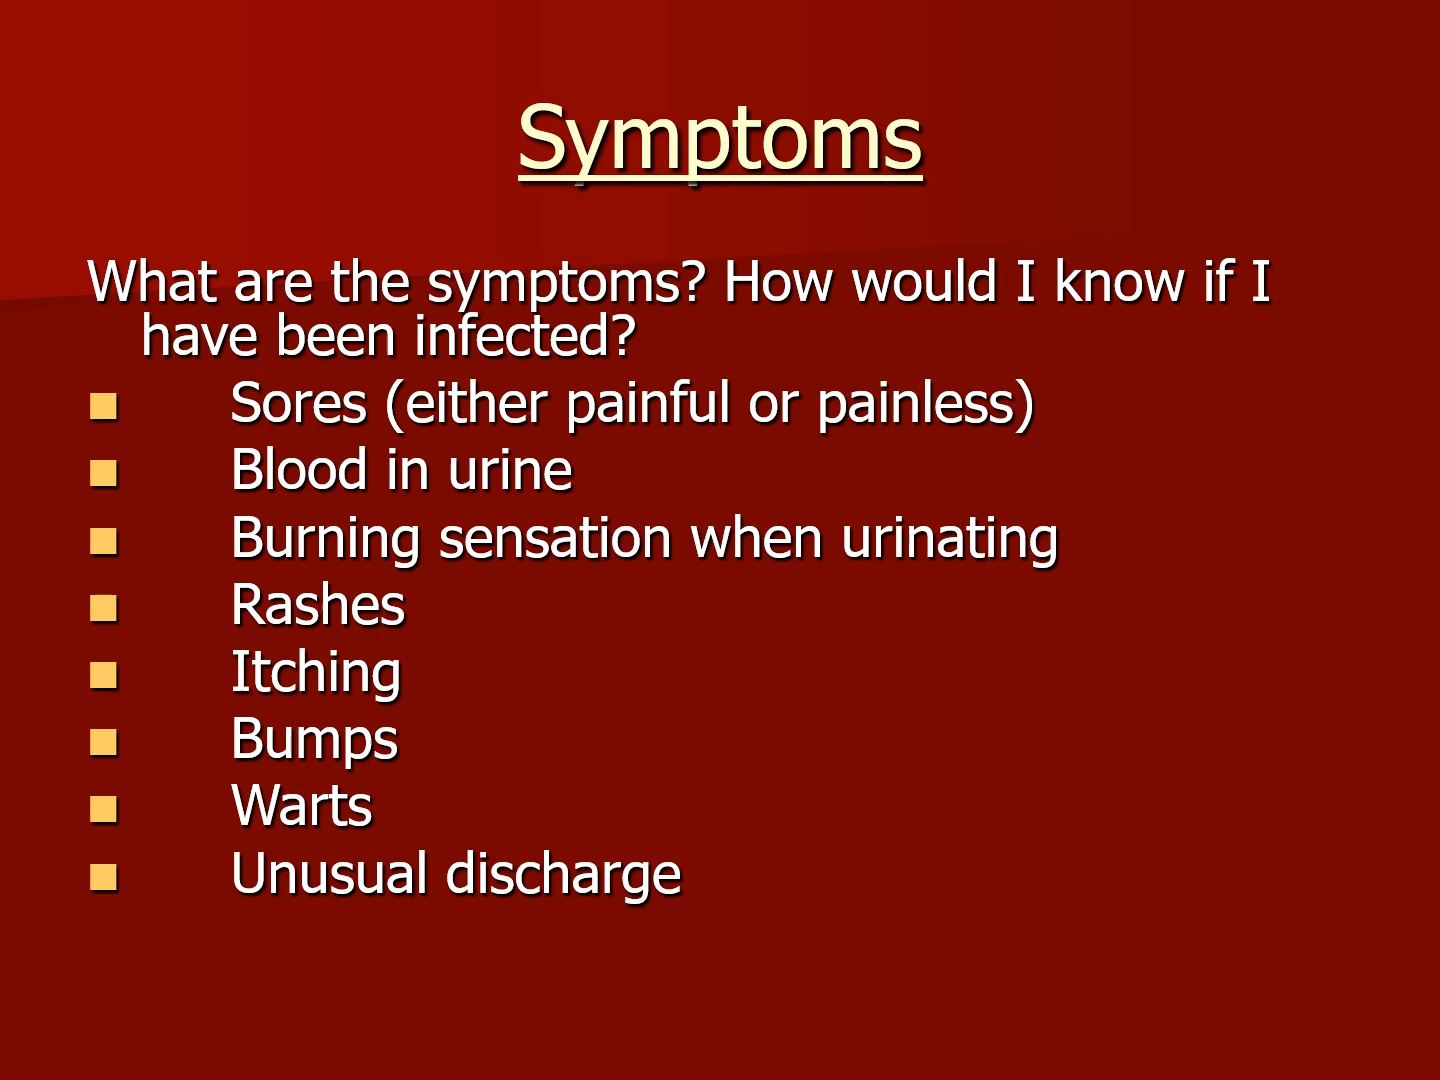 Symptoms
What are the symptoms? How would I know if I
have been infected?
Sores (either painful or painless)
Blood in urine
Burning sensation when urinating
Rashes
Itching
Bumps
Warts
Unusual discharge